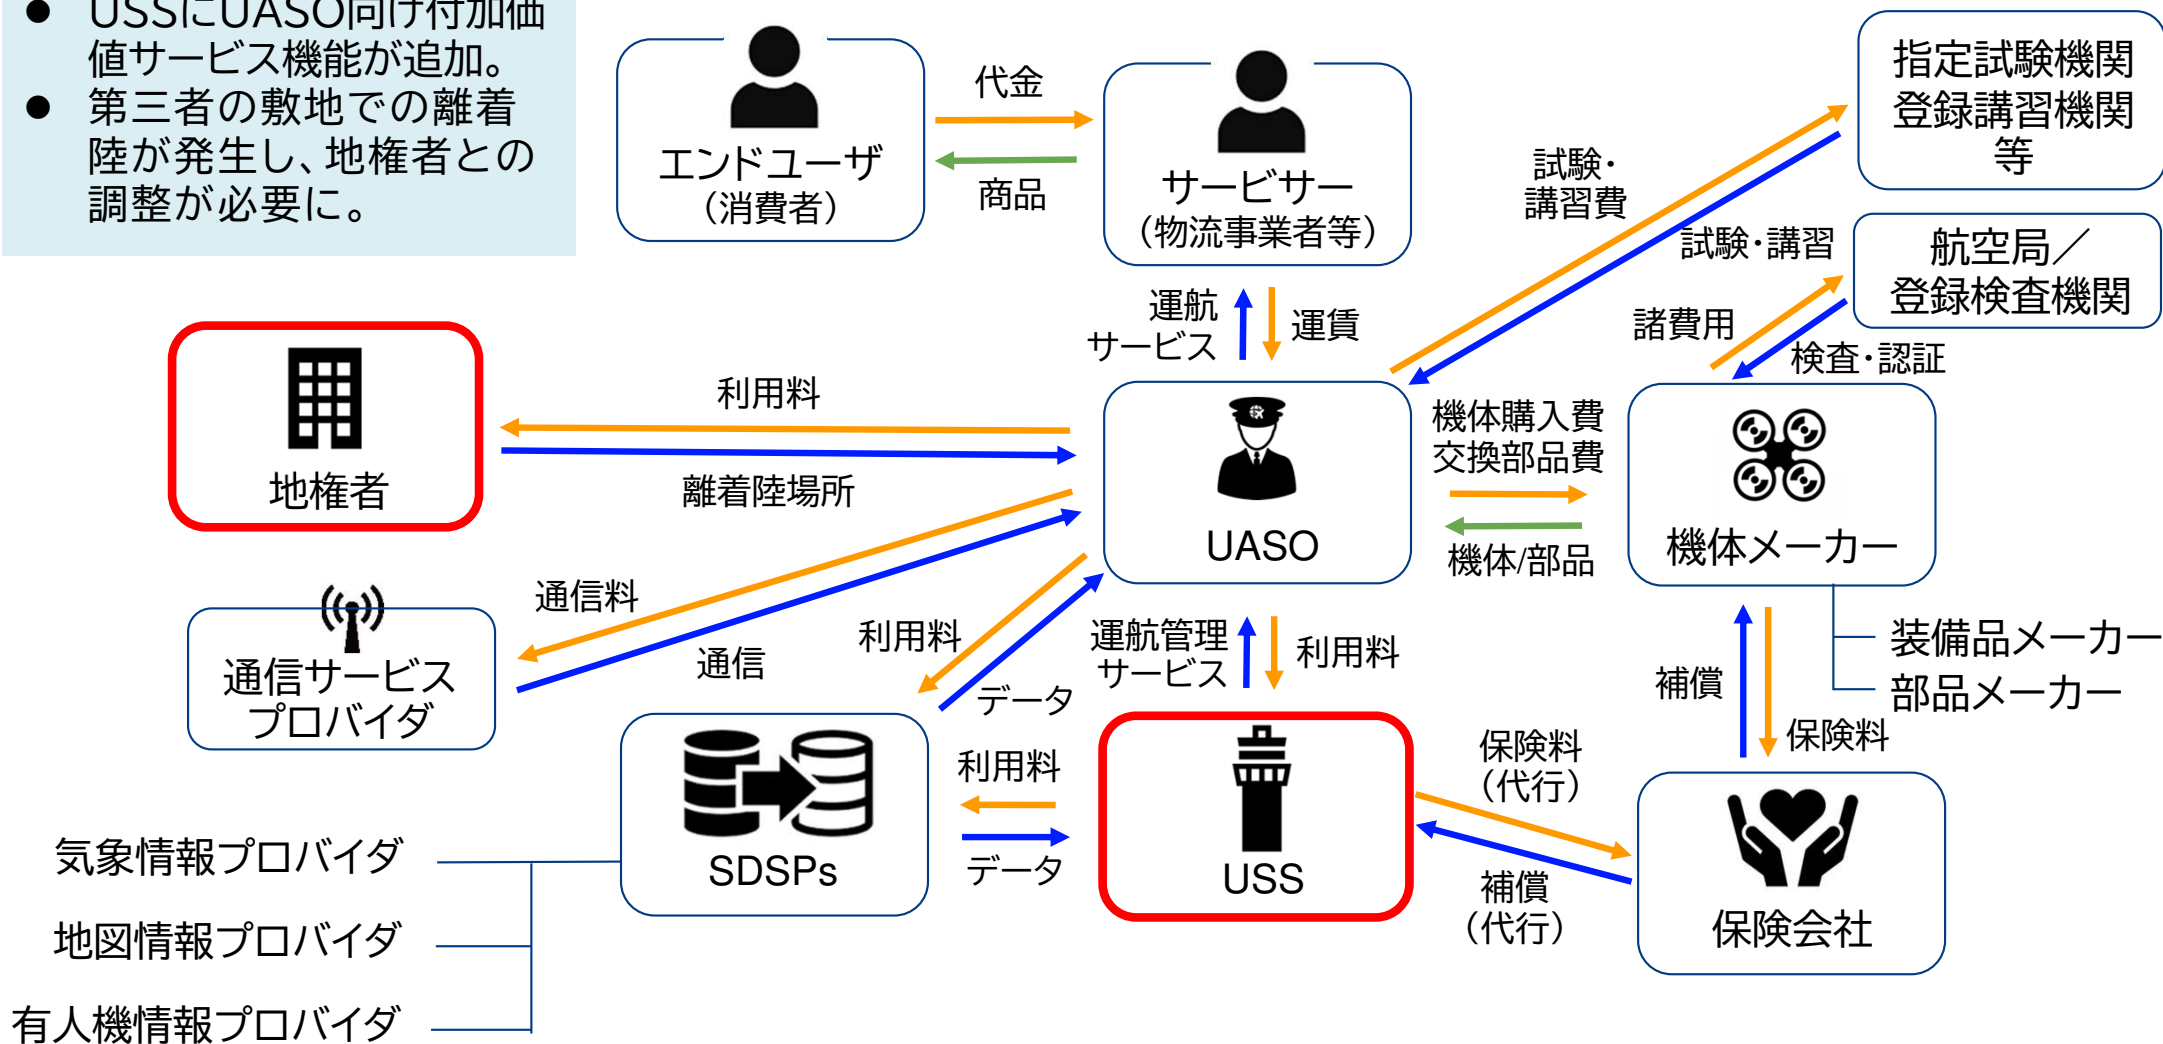 ● USSにUASO向け付加価
値サービス機能が追加。
● 第三者の敷地での離着
陸が発生し、地権者との
調整が必要に。
エンドユーザ
（消費者）
代金
商品
サービサー
（物流事業者等）
指定試験機関
登録講習機関
等
試験・
講習費
試験・講習
航空局／
登録検査機関
諸費用
検査・認証
運航
サービス
運賃
地権者
利用料
離着陸場所
UASO
機体購入費
交換部品費
機体/部品
機体メーカー
装備品メーカー
部品メーカー
通信サービス
プロバイダ
通信料
通信
利用料
データ
運航管理
サービス
利用料
補償
保険料
SDSPs
利用料
データ
USS
保険料
（代行）
補償
（代行）
保険会社
気象情報プロバイダ
地図情報プロバイダ
有人機情報プロバイダ